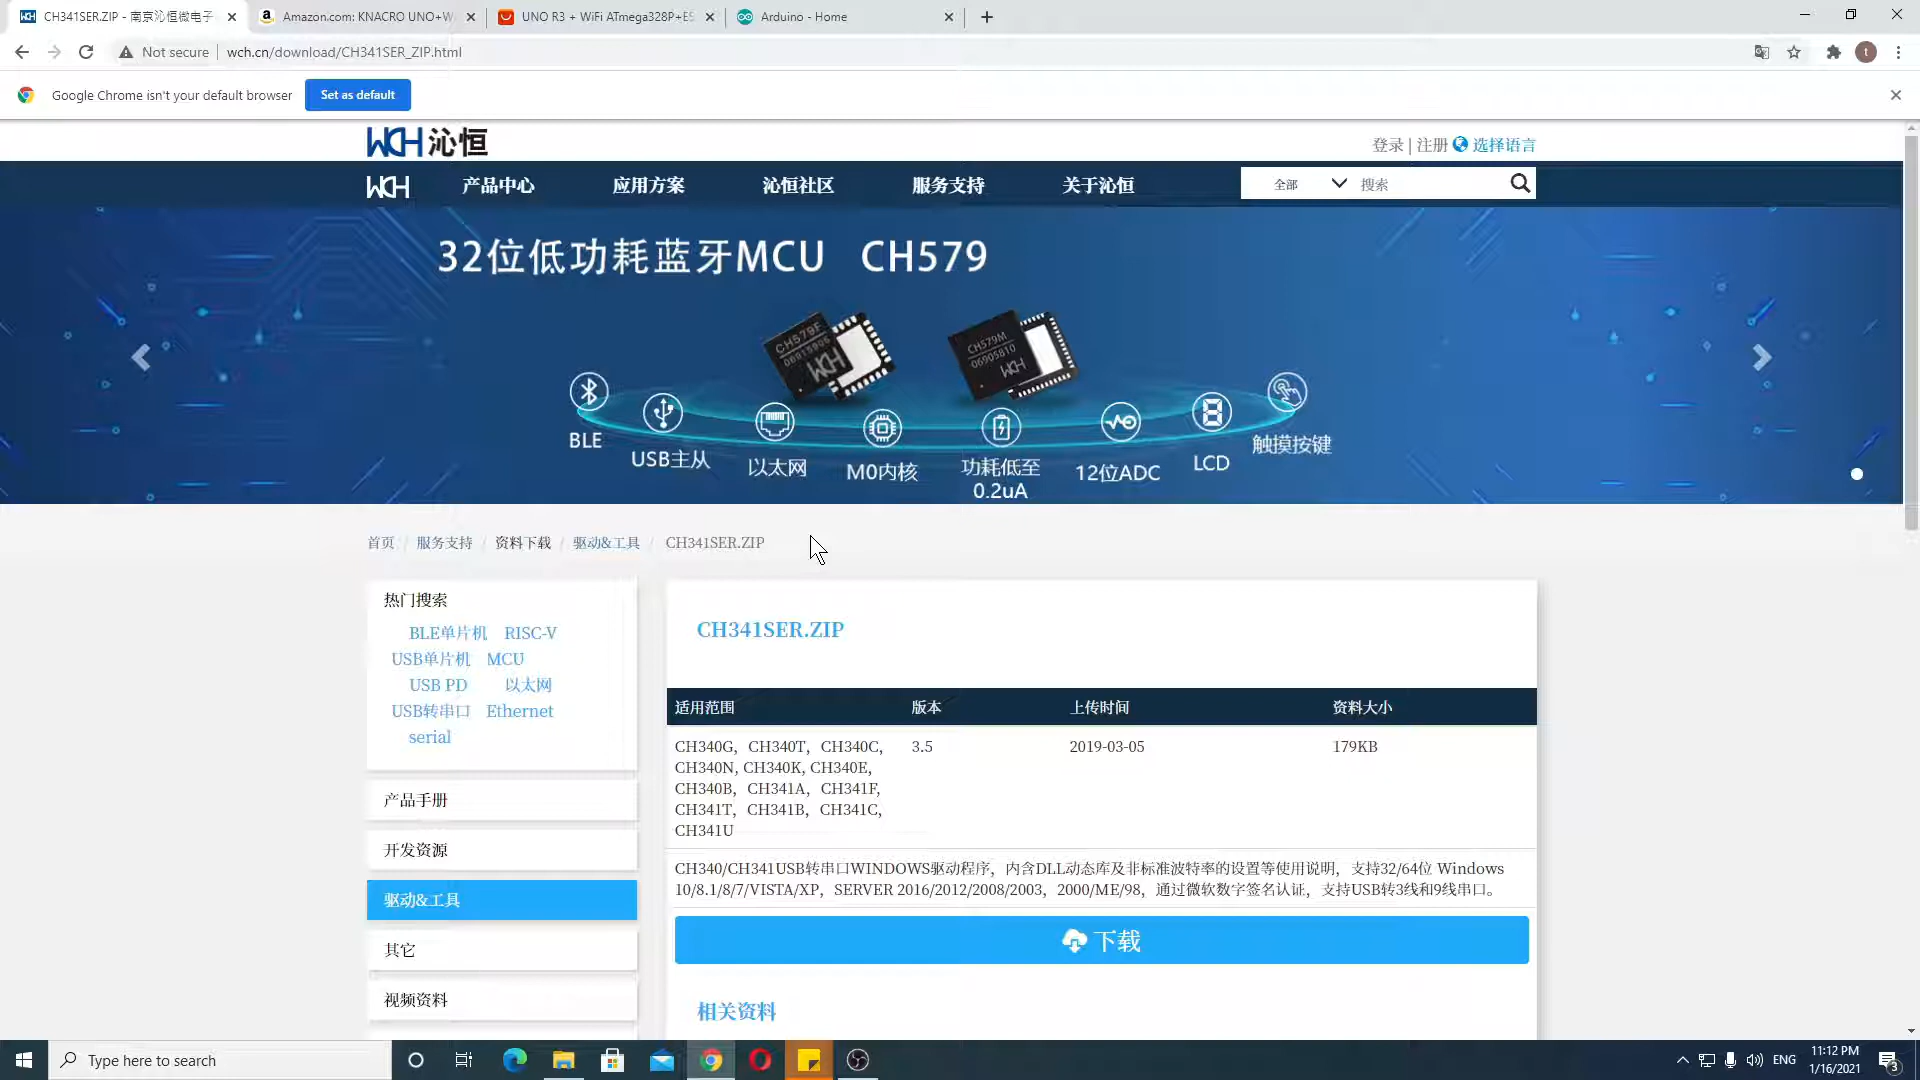 CH341SER.ZIP - 南京沁恒微电子
Amazon.com: KNACRO UNO+W
UNO R3 + WiFi ATmega328P+ES
Arduino - Home
Not secure
wch.cn/download/CH341SER_ZIP.html
t
Google Chrome isn't your default browser
Set as default
WCH 沁恒
登录 | 注册 选择语言
WCH
产品中心
应用方案
沁恒社区
服务支持
关于沁恒
全部
搜索
32位低功耗蓝牙MCU CH579
CH579F
WCH
CH579M
06905810
WCH
BLE
USB主从
以太网
M0内核
功耗低至
0.2uA
12位ADC
LCD
触摸按键
首页 / 服务支持 / 资料下载 / 驱动&工具 / CH341SER.ZIP
热门搜索
BLE单片机 RISC-V
USB单片机 MCU
USB PD 以太网
USB转串口 Ethernet
serial
产品手册
开发资源
驱动&工具
其它
视频资料
CH341SER.ZIP
适用范围 版本 上传时间 资料大小
CH340G，CH340T，CH340C, 3.5 2019-03-05 179KB
CH340N, CH340K, CH340E,
CH340B，CH341A，CH341F,
CH341T，CH341B，CH341C,
CH341U
CH340/CH341USB转串口WINDOWS驱动程序，内含DLL动态库及非标准波特率的设置等使用说明，支持32/64位 Windows
10/8.1/8/7/VISTA/XP，SERVER 2016/2012/2008/2003，2000/ME/98，通过微软数字签名认证，支持USB转3线和9线串口。
下载
相关资料
Type here to search
ENG
11:12 PM
1/16/2021
3